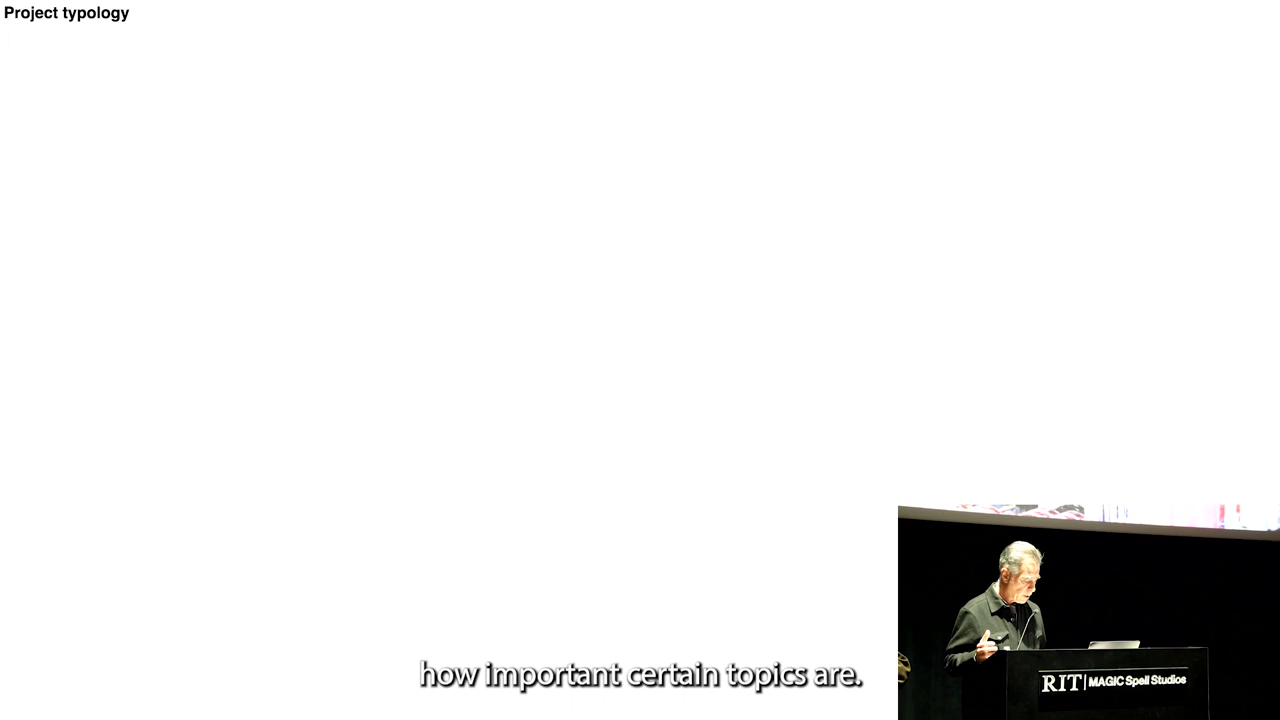 Project typology
how important certain topics are.
RIT | MAGIC Spell Studios